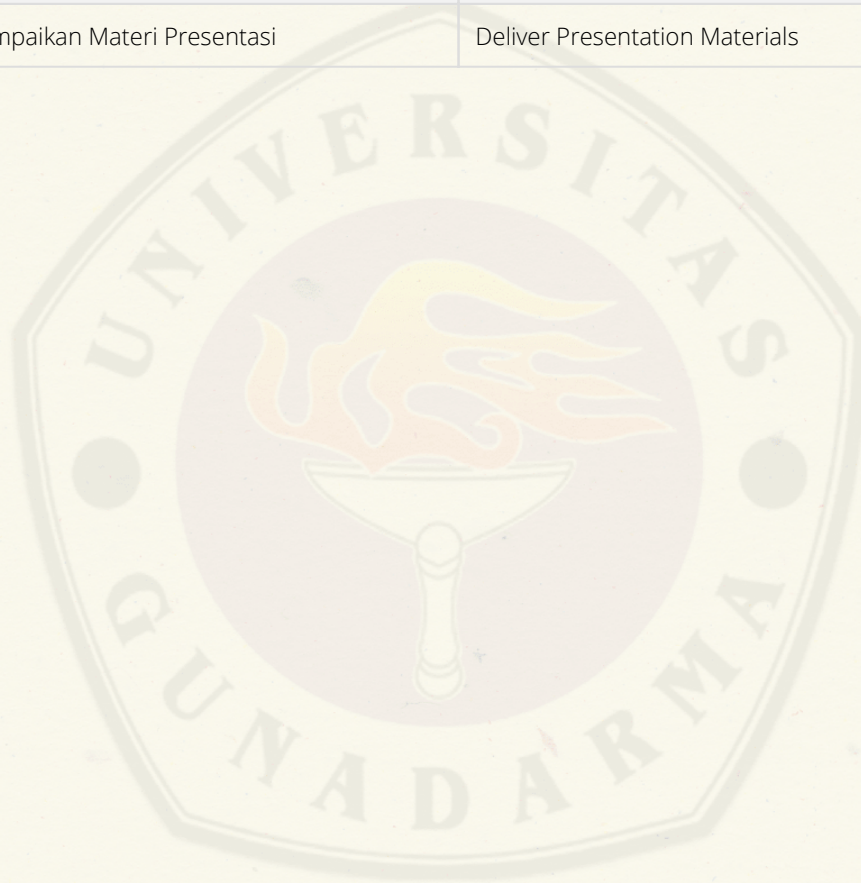 mpaikan Materi Presentasi
Deliver Presentation Materials
UNIVERSITAS
GUNADARMA